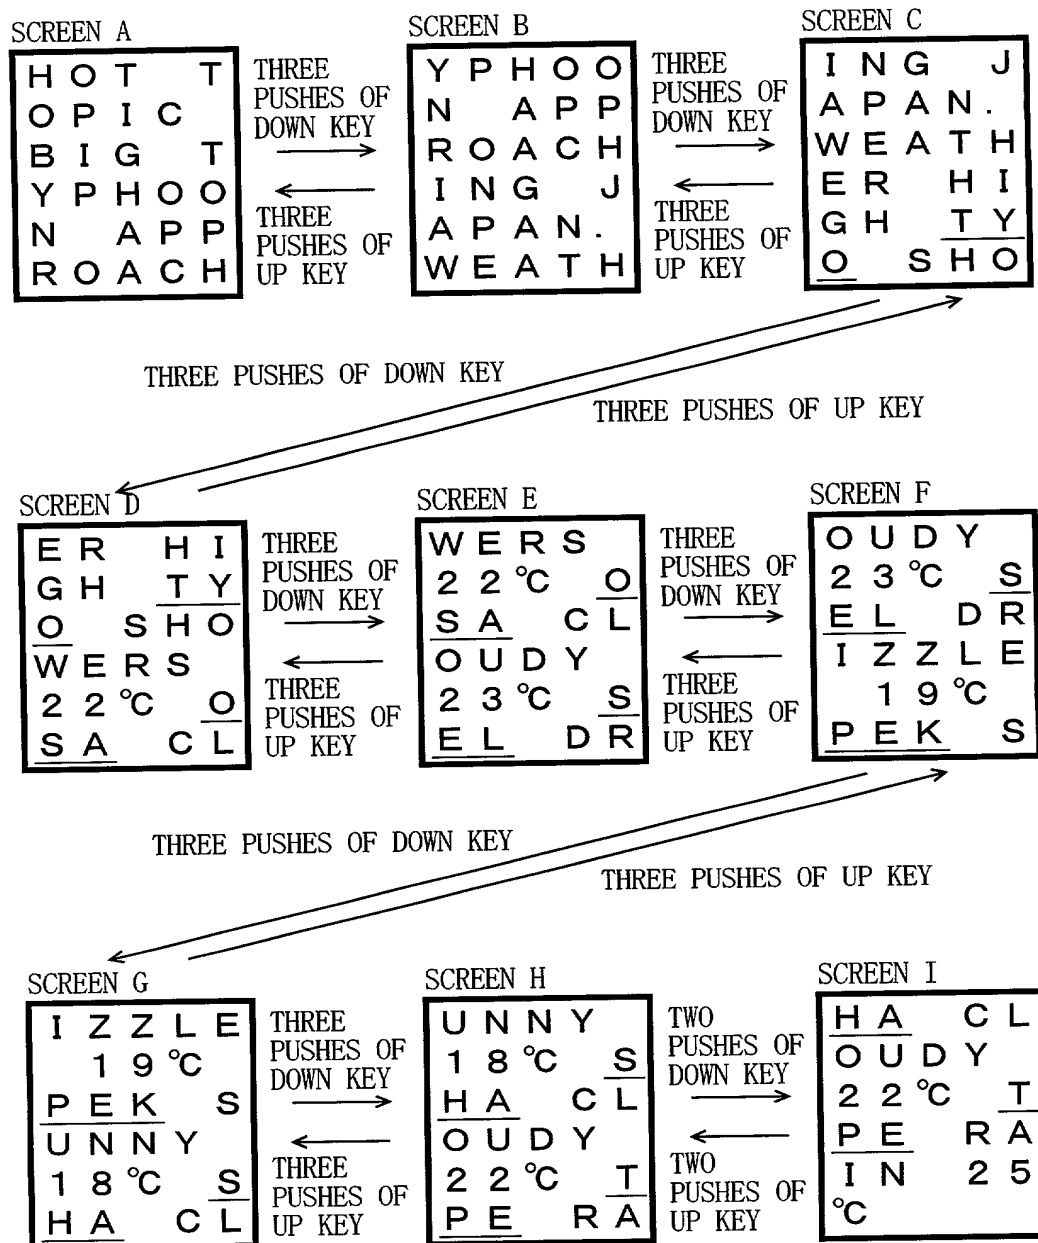 SCREEN A
HOT T
OPIC
BIG T
YPHOO
N APP
ROACH
THREE
PUSHES OF
DOWN KEY
THREE
PUSHES OF
UP KEY
SCREEN B
YPHOO
N APP
ROACH
ING J
APAN.
WEATH
THREE
PUSHES OF
DOWN KEY
THREE
PUSHES OF
UP KEY
SCREEN C
ING J
APAN.
WEATH
ER HI
GH TY
O SHO
THREE PUSHES OF DOWN KEY
THREE PUSHES OF UP KEY
SCREEN D
ER HI
GH TY
O SHO
WERS
22℃ O
SA CL
THREE
PUSHES OF
DOWN KEY
THREE
PUSHES OF
UP KEY
SCREEN E
WERS
22℃ O
SA CL
OUDY
23℃ S
EL DR
THREE
PUSHES OF
DOWN KEY
THREE
PUSHES OF
UP KEY
SCREEN F
OUDY
23℃ S
EL DR
IZZLE
19℃
PEK S
THREE PUSHES OF DOWN KEY
THREE PUSHES OF UP KEY
SCREEN G
IZZLE
19℃
PEK S
UNNY
18℃ S
HA CL
THREE
PUSHES OF
DOWN KEY
THREE
PUSHES OF
UP KEY
SCREEN H
UNNY
18℃ S
HA CL
OUDY
22℃ T
PE RA
TWO
PUSHES OF
DOWN KEY
TWO
PUSHES OF
UP KEY
SCREEN I
HA CL
OUDY
22℃ T
PE RA
IN 25
℃